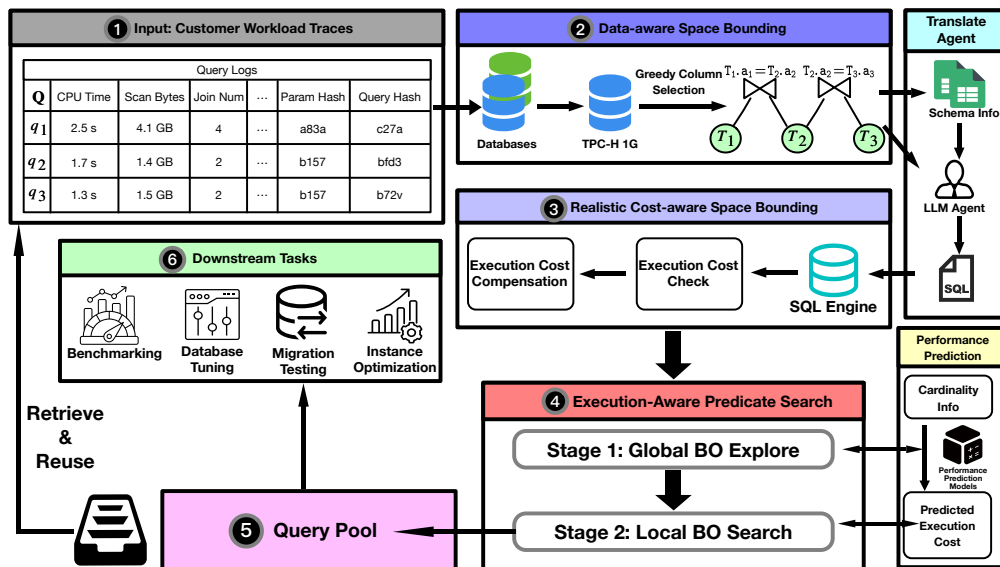 1 Input: Customer Workload Traces
Query Logs
Q CPU Time Scan Bytes Join Num ... Param Hash Query Hash
q1 2.5 s 4.1 GB 4 ... a83a c27a
q2 1.7 s 1.4 GB 2 ... b157 bfd3
q3 1.3 s 1.5 GB 2 ... b157 b72v
2 Data-aware Space Bounding
Databases
TPC-H 1G
Greedy Column
Selection
T₁.a₁=T₂.a₂ T₂.a₂=T₃.a₃
T₁ T₂ T₃
Translate
Agent
Schema Info
LLM Agent
SQL
3 Realistic Cost-aware Space Bounding
Execution Cost
Compensation
Execution Cost
Check
SQL Engine
6 Downstream Tasks
Benchmarking
Database
Tuning
Migration
Testing
Instance
Optimization
4 Execution-Aware Predicate Search
Stage 1: Global BO Explore
Stage 2: Local BO Search
Performance
Prediction
Cardinality
Info
Performance
Prediction Models
Predicted
Execution
Cost
5 Query Pool
Retrieve
&
Reuse